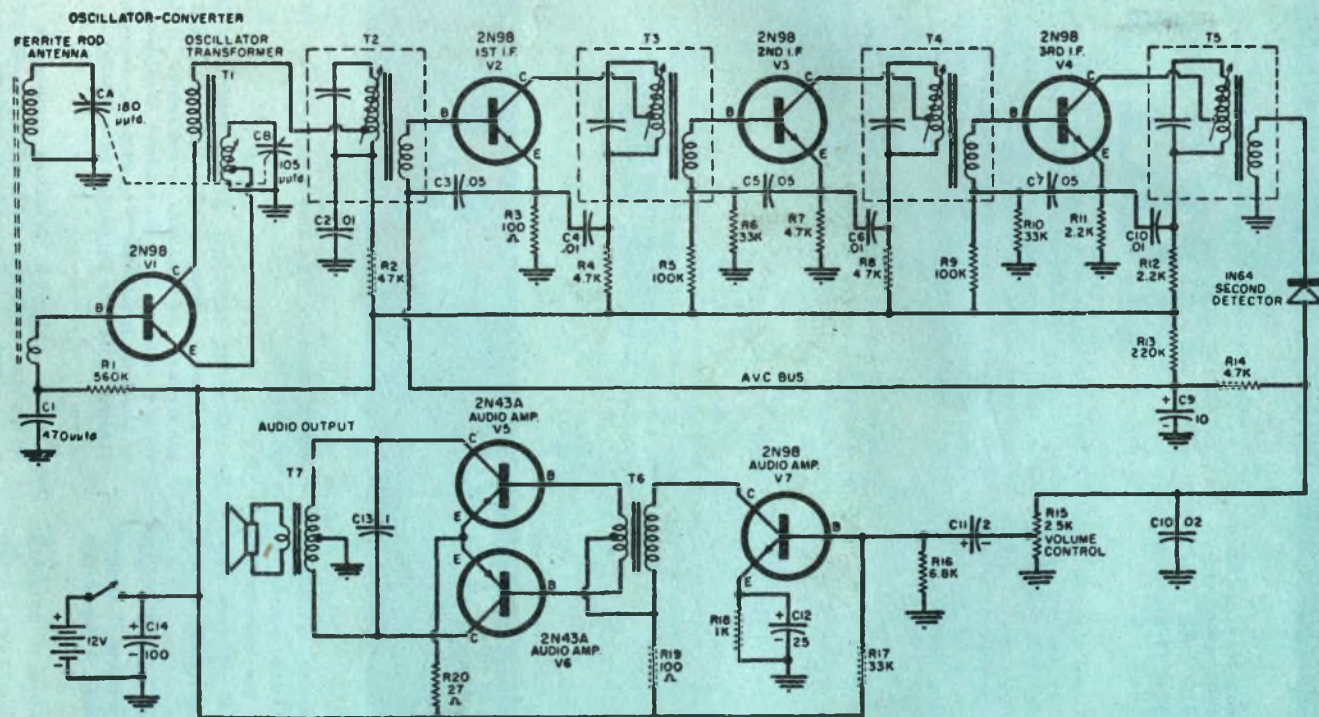 OSCILLATOR-CONVERTER
FERRITE ROD
ANTENNA
OSCILLATOR
TRANSFORMER
T1
CA
180
μμfd.
CB
105
μμfd.
T2
2N98
1ST I.F.
V2
C
B
E
T3
2N98
2ND I.F.
V3
C
B
E
T4
2N98
3RD I.F.
V4
C
B
E
T5
C3
.05
C2
.01
R2
4.7K
R3
100
Ω
C4
.01
R4
4.7K
R5
100K
C5
.05
R6
33K
R7
4.7K
C6
.01
R8
4.7K
R9
100K
C7
.05
R10
33K
R11
2.2K
C10
.01
R12
2.2K
1N64
SECOND
DETECTOR
2N98
V1
C
B
E
R1
560K
C1
470μμfd
R13
220K
R14
4.7K
AVC BUS
C9
+
10
-
AUDIO OUTPUT
T7
C13
.1
2N43A
AUDIO AMP.
V5
C
B
E
E
B
C
2N43A
AUDIO AMP.
V6
T6
2N98
AUDIO AMP.
V7
C
B
E
C11
2
+
-
R15
2.5K
VOLUME
CONTROL
C10
.02
R16
6.8K
+
12V
-
+
C14
-
100
R20
27
Ω
R19
100
Ω
R18
1K
+
C12
-
25
R17
33K